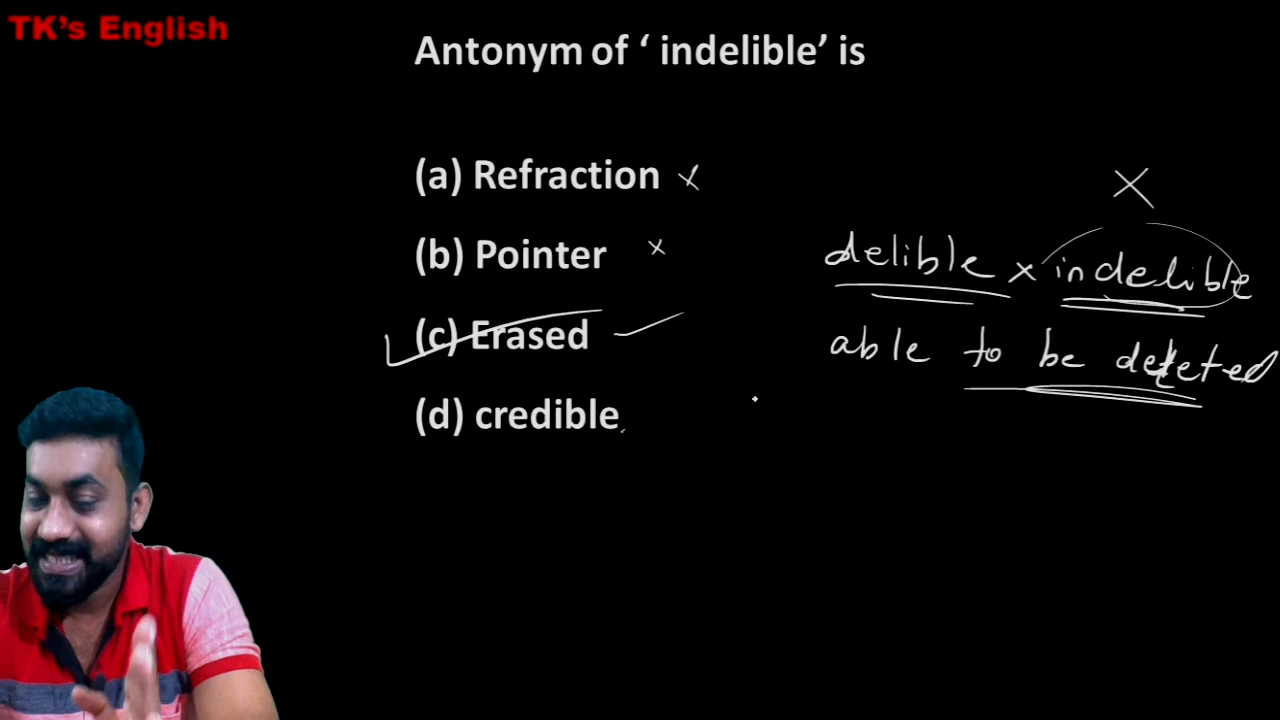 TK's English
Antonym of ‘ indelible’ is
(a) Refraction ×
(b) Pointer ×
(c) Erased
(d) credible
×
delible × indelible
able to be deleted